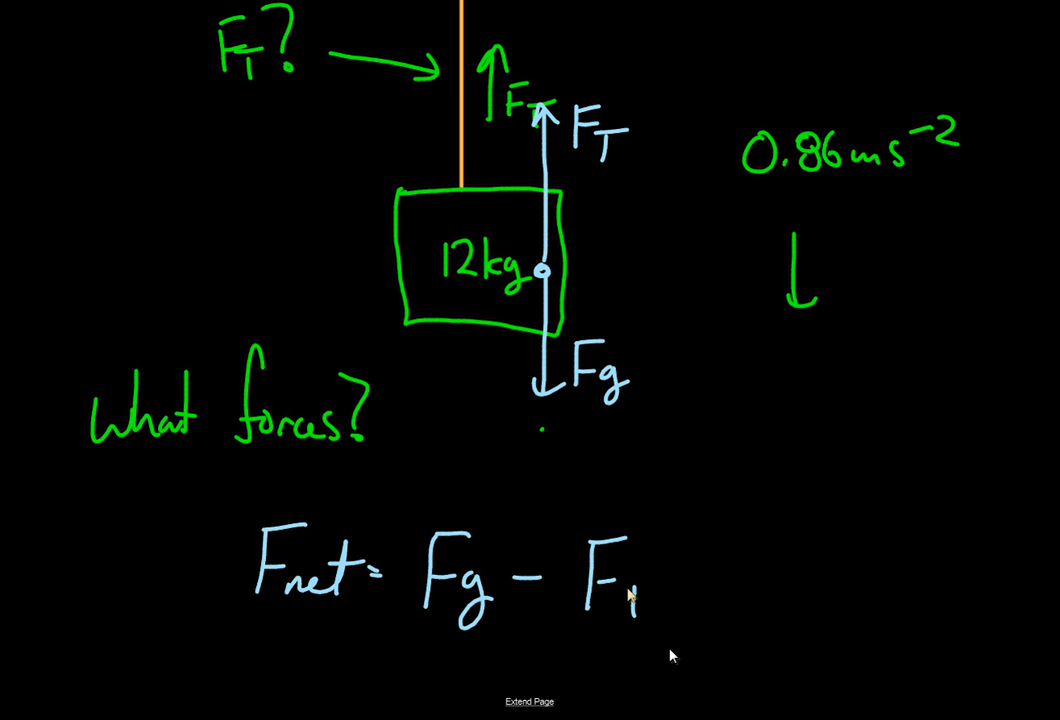 F_T?
F_T
F_T
0.86 ms⁻²
12kg
Fg
What forces?
Fnet = Fg - F_T
Extend Page